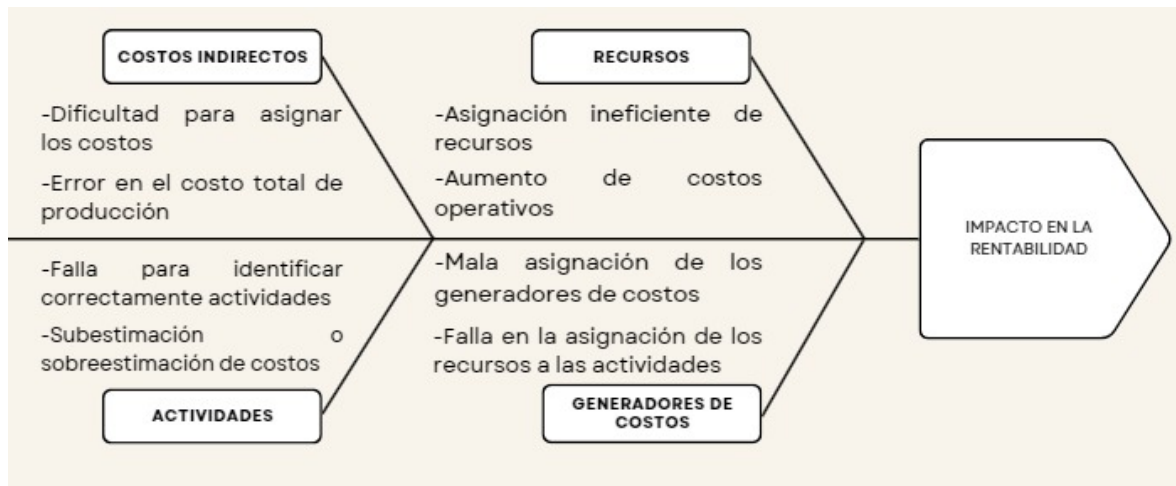 COSTOS INDIRECTOS
-Dificultad para asignar
los costos
-Error en el costo total de
producción
RECURSOS
-Asignación ineficiente de
recursos
-Aumento de costos
operativos
-Falla para identificar
correctamente actividades
-Subestimación o
sobreestimación de costos
ACTIVIDADES
-Mala asignación de los
generadores de costos
-Falla en la asignación de los
recursos a las actividades
GENERADORES DE
COSTOS
IMPACTO EN LA
RENTABILIDAD